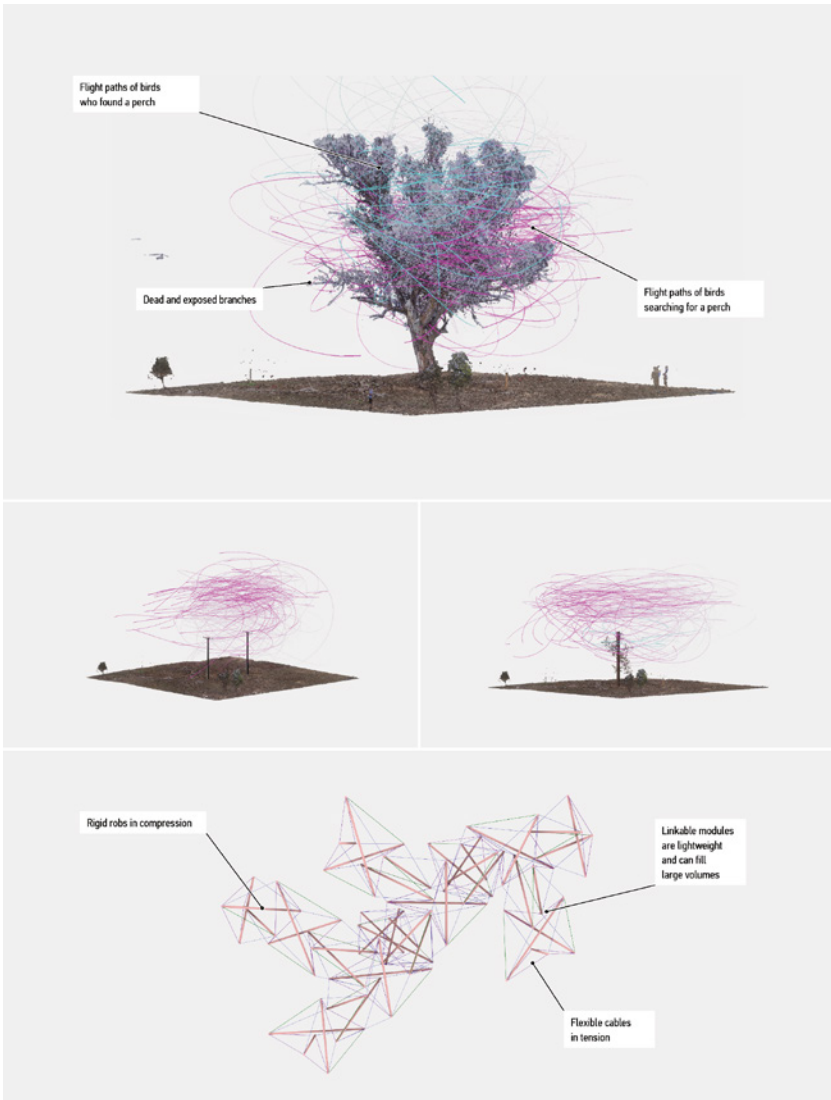 Flight paths of birds
who found a perch
Dead and exposed branches
Flight paths of birds
searching for a perch
Rigid robs in compression
Linkable modules
are lightweight
and can fill
large volumes
Flexible cables
in tension